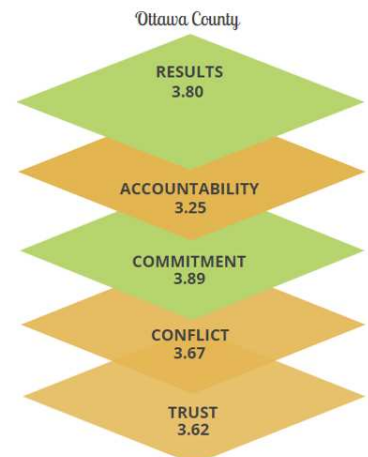 Ottawa County
RESULTS
3.80
ACCOUNTABILITY
3.25
COMMITMENT
3.89
CONFLICT
3.67
TRUST
3.62